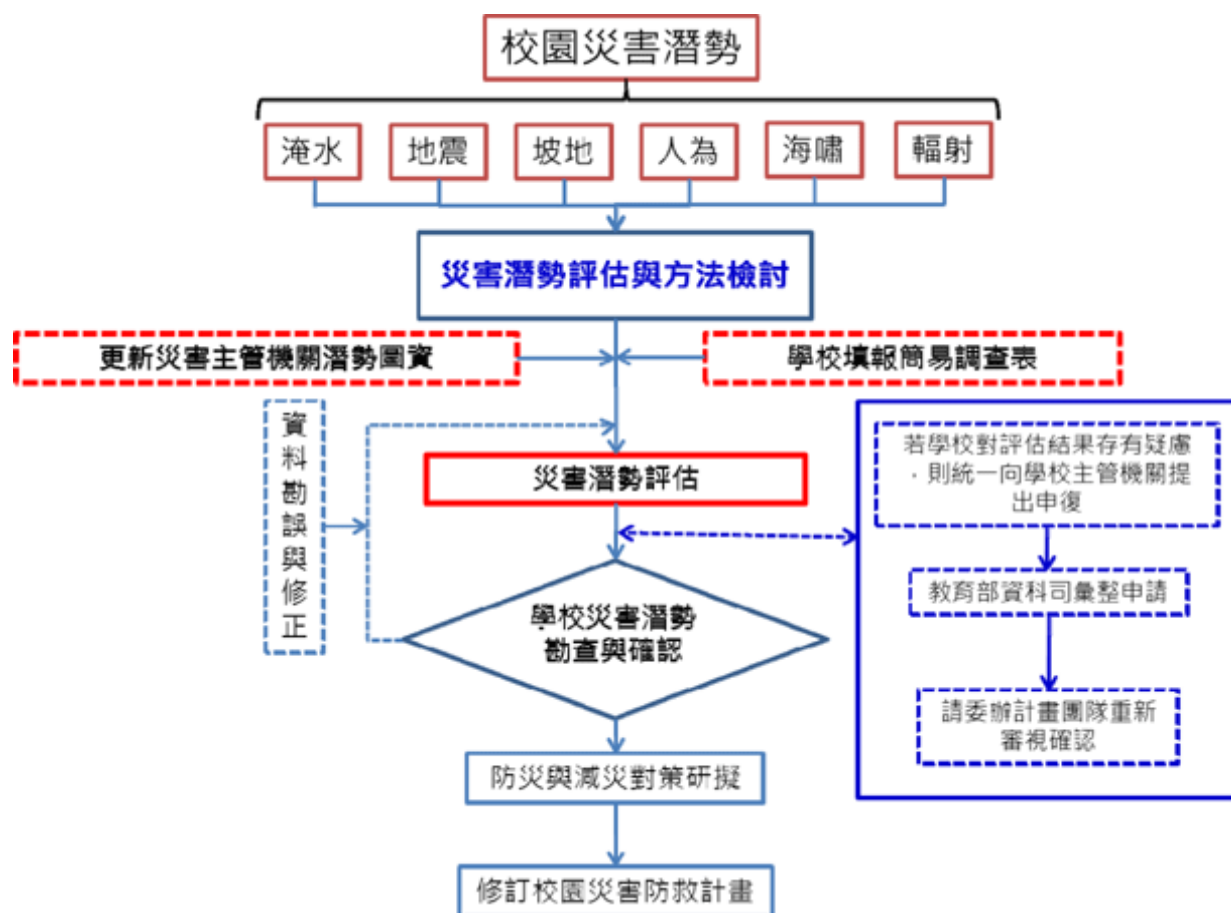 校園災害潛勢
淹水 地震 坡地 人為 海嘯 輻射
災害潛勢評估與方法檢討
更新災害主管機關潛勢圖資
學校填報簡易調查表
資料勘誤與修正
災害潛勢評估
若學校對評估結果存有疑慮
，則統一向學校主管機關提
出申復
教育部資科司彙整申請
請委辦計畫團隊重新
審視確認
學校災害潛勢
勘查與確認
防災與減災對策研擬
修訂校園災害防救計畫